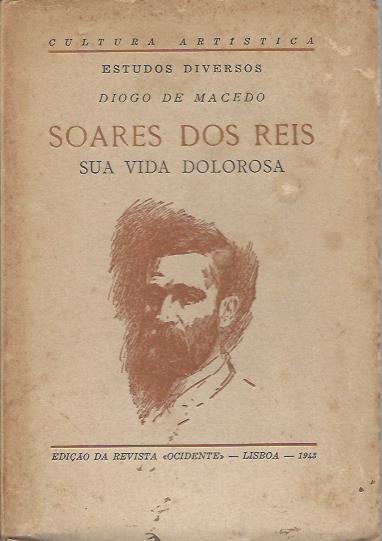 CULTURA ARTÍSTICA
ESTUDOS DIVERSOS
DIOGO DE MACEDO
SOARES DOS REIS
SUA VIDA DOLOROSA
EDIÇÃO DA REVISTA «OCIDENTE» — LISBOA — 1943